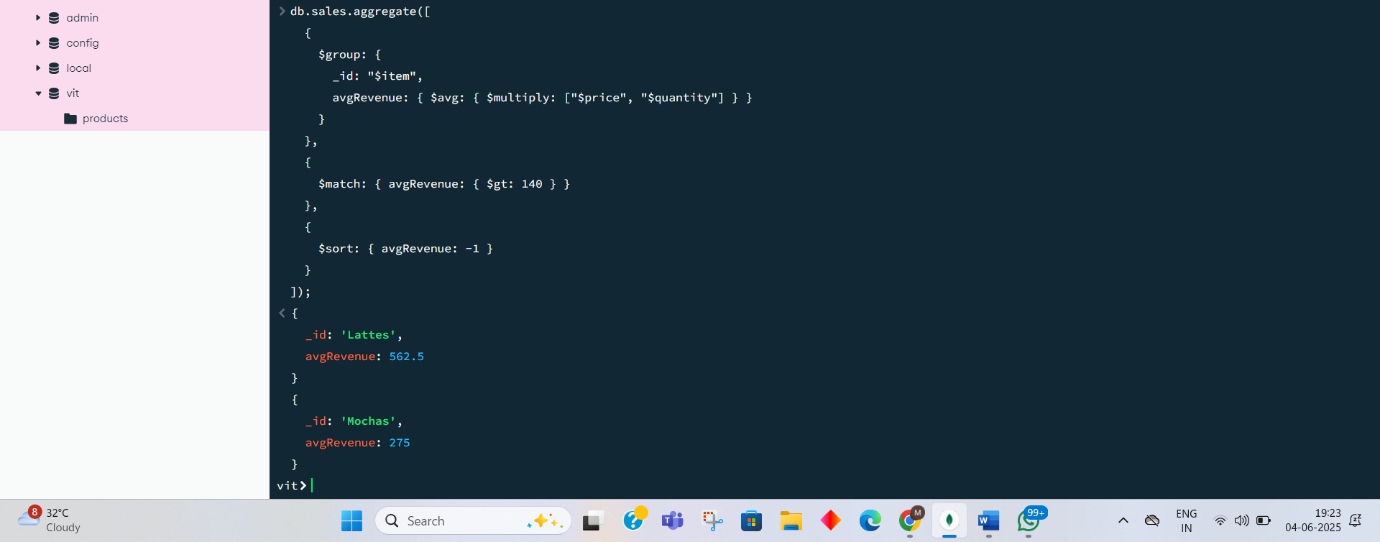 admin
config
local
vit
products
db.sales.aggregate([
{
$group: {
_id: "$item",
avgRevenue: { $avg: { $multiply: ["$price", "$quantity"] } }
}
},
{
$match: { avgRevenue: { $gt: 140 } }
},
{
$sort: { avgRevenue: -1 }
}
]);
{
_id: 'Lattes',
avgRevenue: 562.5
}
{
_id: 'Mochas',
avgRevenue: 275
}
vit>
8
32°C
Cloudy
Search
M
99+
ENG
IN
19:23
04-06-2025